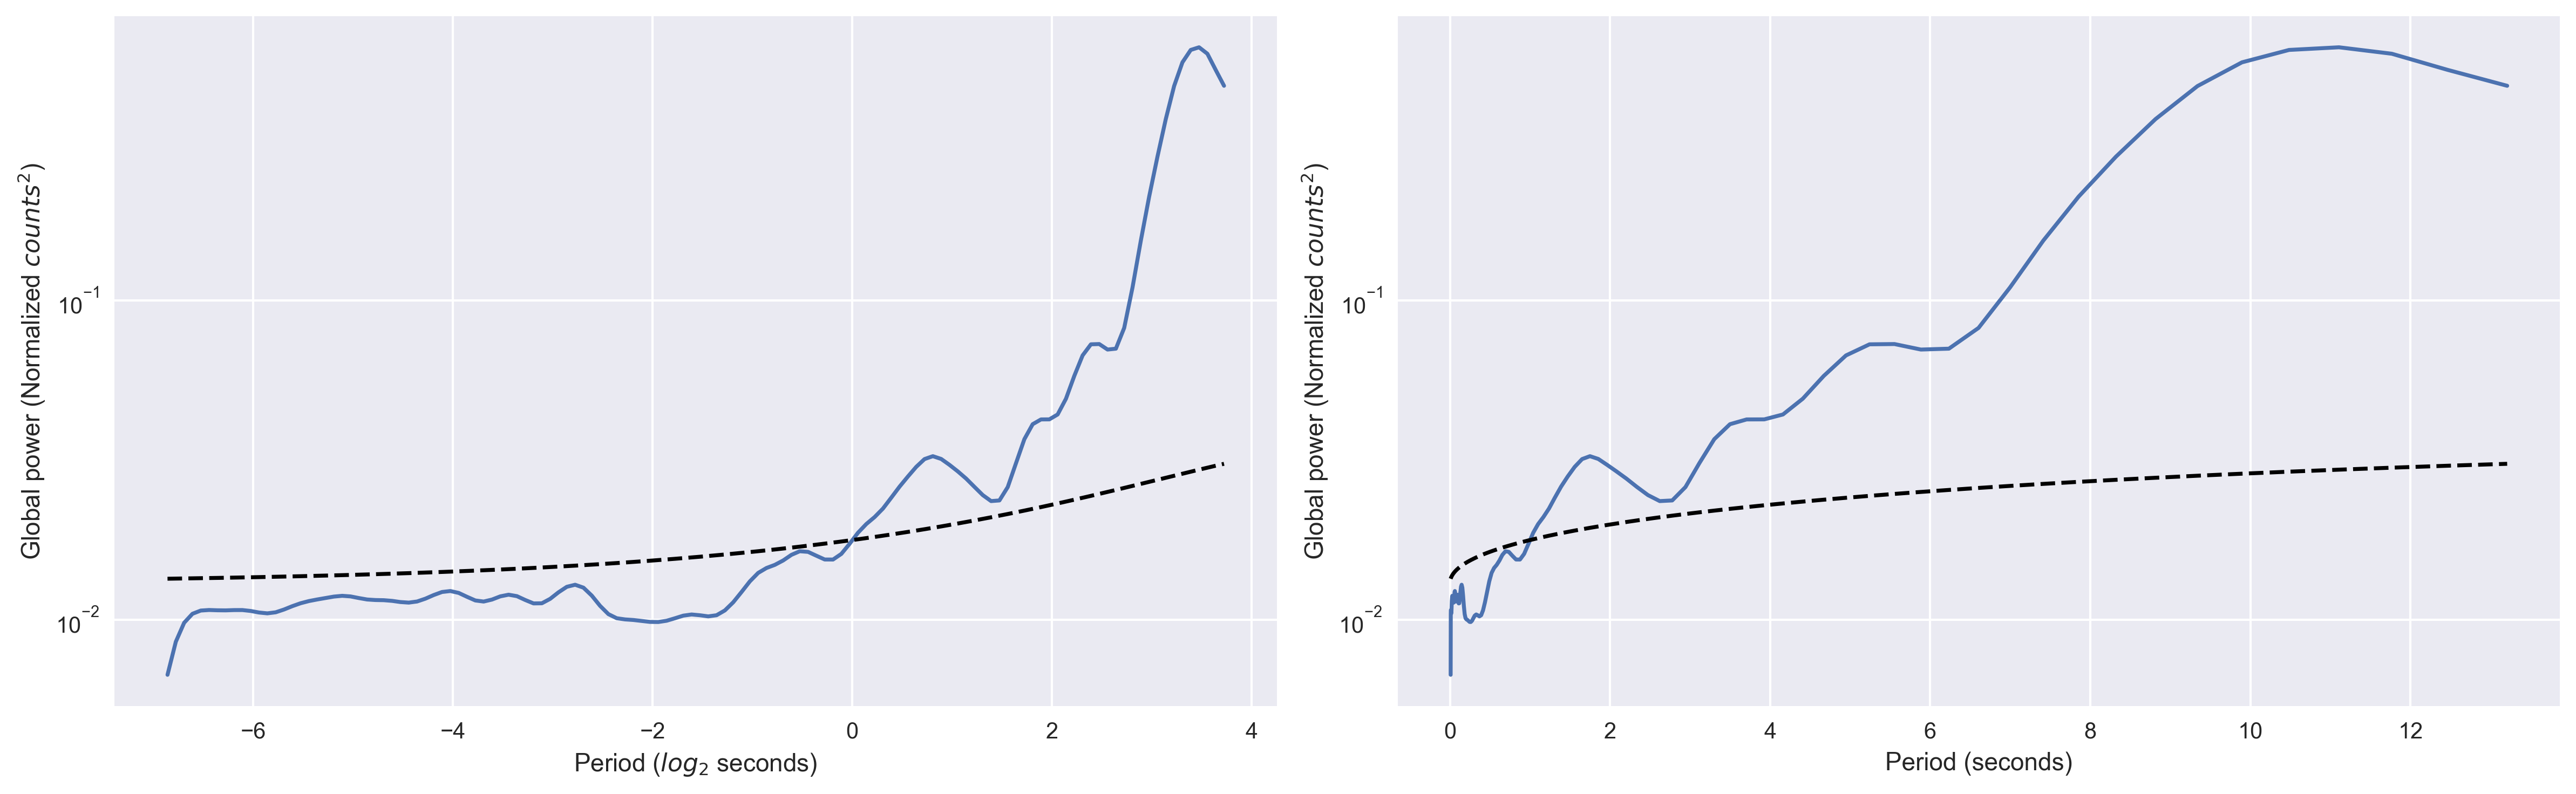 Global power (Normalized counts²)
10⁻¹
10⁻²
−6 −4 −2 0 2 4
Period (log₂ seconds)
Global power (Normalized counts²)
10⁻¹
10⁻²
0 2 4 6 8 10 12
Period (seconds)